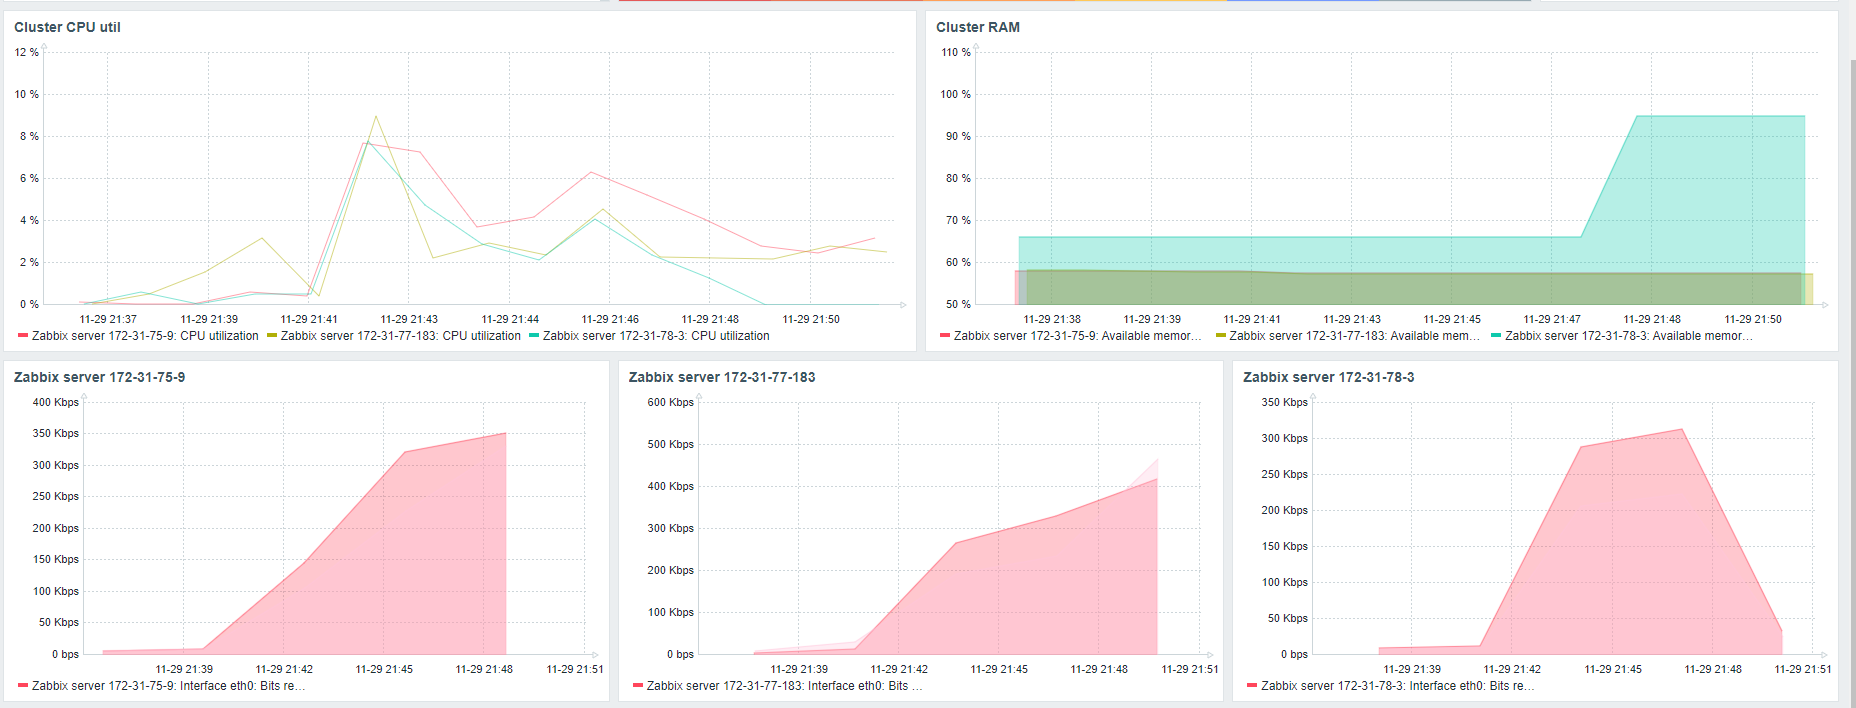 Cluster CPU util
12 %
10 %
8 %
6 %
4 %
2 %
0 %
11-29 21:37 11-29 21:39 11-29 21:41 11-29 21:43 11-29 21:44 11-29 21:46 11-29 21:48 11-29 21:50
Zabbix server 172-31-75-9: CPU utilization Zabbix server 172-31-77-183: CPU utilization Zabbix server 172-31-78-3: CPU utilization
Cluster RAM
110 %
100 %
90 %
80 %
70 %
60 %
50 %
11-29 21:38 11-29 21:39 11-29 21:41 11-29 21:43 11-29 21:45 11-29 21:47 11-29 21:48 11-29 21:50
Zabbix server 172-31-75-9: Available memor... Zabbix server 172-31-77-183: Available mem... Zabbix server 172-31-78-3: Available memor...
Zabbix server 172-31-75-9
400 Kbps
350 Kbps
300 Kbps
250 Kbps
200 Kbps
150 Kbps
100 Kbps
50 Kbps
0 bps
11-29 21:39 11-29 21:42 11-29 21:45 11-29 21:48 11-29 21:51
Zabbix server 172-31-75-9: Interface eth0: Bits re...
Zabbix server 172-31-77-183
600 Kbps
500 Kbps
400 Kbps
300 Kbps
200 Kbps
100 Kbps
0 bps
11-29 21:39 11-29 21:42 11-29 21:45 11-29 21:48 11-29 21:51
Zabbix server 172-31-77-183: Interface eth0: Bits ...
Zabbix server 172-31-78-3
350 Kbps
300 Kbps
250 Kbps
200 Kbps
150 Kbps
100 Kbps
50 Kbps
0 bps
11-29 21:39 11-29 21:42 11-29 21:45 11-29 21:48 11-29 21:51
Zabbix server 172-31-78-3: Interface eth0: Bits re...